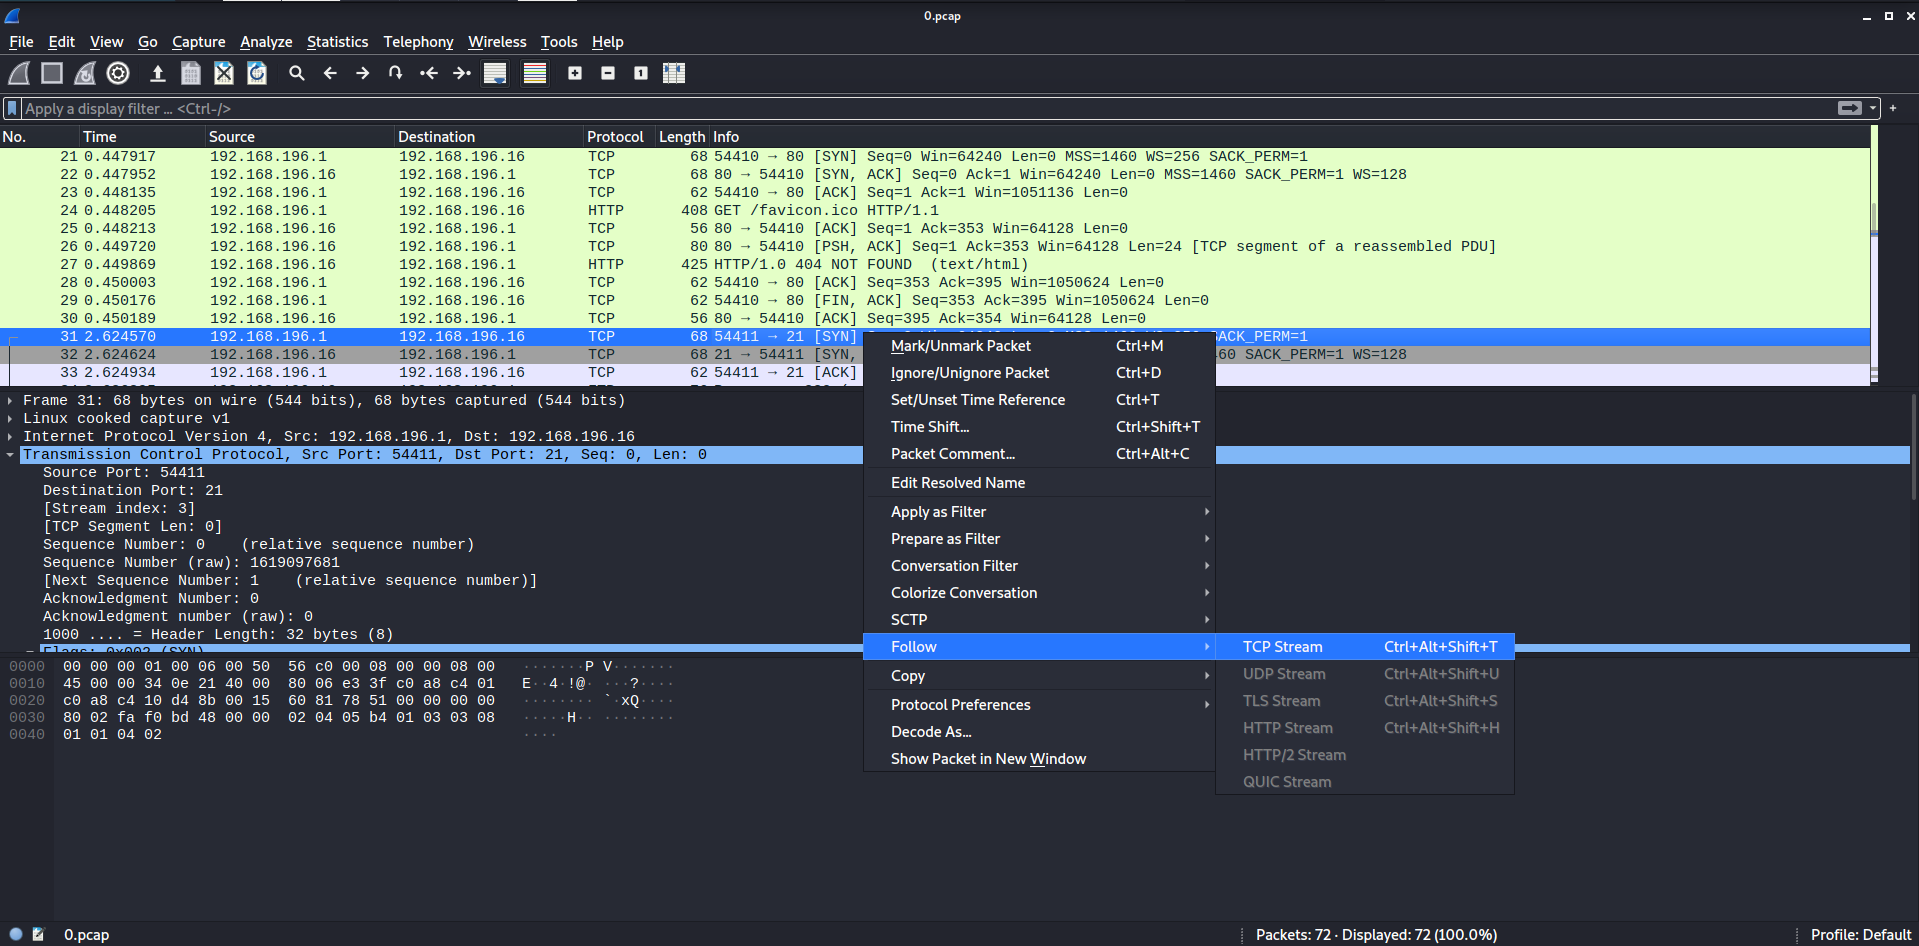 0.pcap
File Edit View Go Capture Analyze Statistics Telephony Wireless Tools Help
Apply a display filter ... <Ctrl-/>
No. Time Source Destination Protocol Length Info
21 0.447917 192.168.196.1 192.168.196.16 TCP 68 54410 → 80 [SYN] Seq=0 Win=64240 Len=0 MSS=1460 WS=256 SACK_PERM=1
22 0.447952 192.168.196.16 192.168.196.1 TCP 68 80 → 54410 [SYN, ACK] Seq=0 Ack=1 Win=64240 Len=0 MSS=1460 SACK_PERM=1 WS=128
23 0.448135 192.168.196.1 192.168.196.16 TCP 62 54410 → 80 [ACK] Seq=1 Ack=1 Win=1051136 Len=0
24 0.448205 192.168.196.1 192.168.196.16 HTTP 408 GET /favicon.ico HTTP/1.1
25 0.448213 192.168.196.16 192.168.196.1 TCP 56 80 → 54410 [ACK] Seq=1 Ack=353 Win=64128 Len=0
26 0.449720 192.168.196.16 192.168.196.1 TCP 80 80 → 54410 [PSH, ACK] Seq=1 Ack=353 Win=64128 Len=24 [TCP segment of a reassembled PDU]
27 0.449869 192.168.196.16 192.168.196.1 HTTP 425 HTTP/1.0 404 NOT FOUND (text/html)
28 0.450003 192.168.196.1 192.168.196.16 TCP 62 54410 → 80 [ACK] Seq=353 Ack=395 Win=1050624 Len=0
29 0.450176 192.168.196.1 192.168.196.16 TCP 62 54410 → 80 [FIN, ACK] Seq=353 Ack=395 Win=1050624 Len=0
30 0.450189 192.168.196.16 192.168.196.1 TCP 56 80 → 54410 [ACK] Seq=395 Ack=354 Win=64128 Len=0
31 2.624570 192.168.196.1 192.168.196.16 TCP 68 54411 → 21 [SYN] SACK_PERM=1
32 2.624624 192.168.196.16 192.168.196.1 TCP 68 21 → 54411 [SYN, 60 SACK_PERM=1 WS=128
33 2.624934 192.168.196.1 192.168.196.16 TCP 62 54411 → 21 [ACK]
Frame 31: 68 bytes on wire (544 bits), 68 bytes captured (544 bits)
Linux cooked capture v1
Internet Protocol Version 4, Src: 192.168.196.1, Dst: 192.168.196.16
Transmission Control Protocol, Src Port: 54411, Dst Port: 21, Seq: 0, Len: 0
Source Port: 54411
Destination Port: 21
[Stream index: 3]
[TCP Segment Len: 0]
Sequence Number: 0 (relative sequence number)
Sequence Number (raw): 1619097681
[Next Sequence Number: 1 (relative sequence number)]
Acknowledgment Number: 0
Acknowledgment number (raw): 0
1000 .... = Header Length: 32 bytes (8)
Flags: 0x002 (SYN)
0000 00 00 00 01 00 06 00 50 56 c0 00 08 00 00 08 00 ·······P V·······
0010 45 00 00 34 0e 21 40 00 80 06 e3 3f c0 a8 c4 01 E··4·!@· ···?····
0020 c0 a8 c4 10 d4 8b 00 15 60 81 78 51 00 00 00 00 ········ `·xQ····
0030 80 02 fa f0 bd 48 00 00 02 04 05 b4 01 03 03 08 ·····H·· ········
0040 01 01 04 02 ····
Mark/Unmark Packet Ctrl+M
Ignore/Unignore Packet Ctrl+D
Set/Unset Time Reference Ctrl+T
Time Shift... Ctrl+Shift+T
Packet Comment... Ctrl+Alt+C
Edit Resolved Name
Apply as Filter
Prepare as Filter
Conversation Filter
Colorize Conversation
SCTP
Follow
Copy
Protocol Preferences
Decode As...
Show Packet in New Window
TCP Stream Ctrl+Alt+Shift+T
UDP Stream Ctrl+Alt+Shift+U
TLS Stream Ctrl+Alt+Shift+S
HTTP Stream Ctrl+Alt+Shift+H
HTTP/2 Stream
QUIC Stream
0.pcap
Packets: 72 · Displayed: 72 (100.0%)
Profile: Default